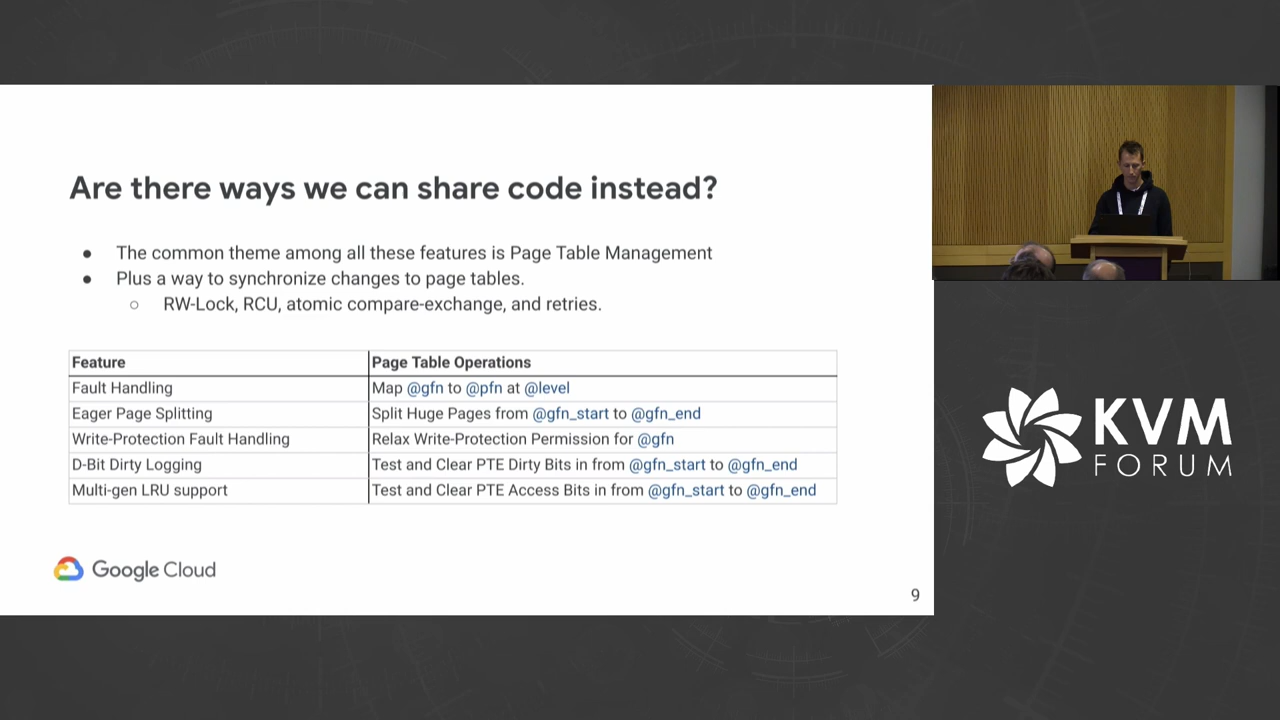 Are there ways we can share code instead?
● The common theme among all these features is Page Table Management
● Plus a way to synchronize changes to page tables.
○ RW-Lock, RCU, atomic compare-exchange, and retries.
Feature Page Table Operations
Fault Handling Map @gfn to @pfn at @level
Eager Page Splitting Split Huge Pages from @gfn_start to @gfn_end
Write-Protection Fault Handling Relax Write-Protection Permission for @gfn
D-Bit Dirty Logging Test and Clear PTE Dirty Bits in from @gfn_start to @gfn_end
Multi-gen LRU support Test and Clear PTE Access Bits in from @gfn_start to @gfn_end
Google Cloud
9
KVM
FORUM